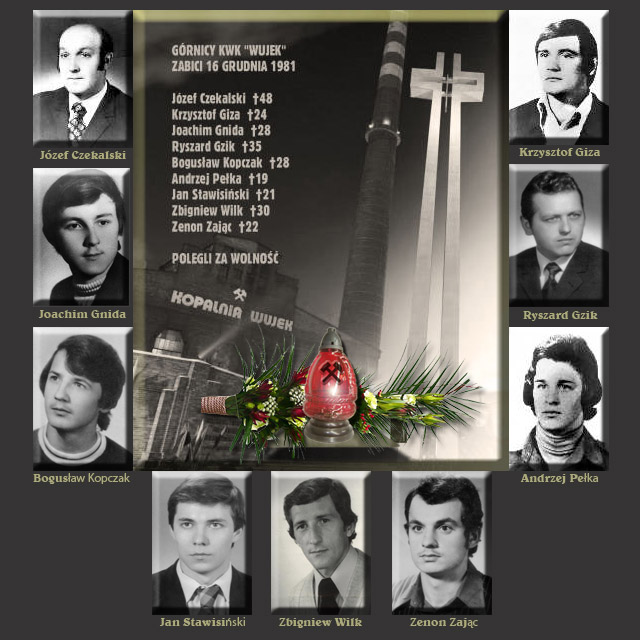 GÓRNICY KWK "WUJEK"
ZABICI 16 GRUDNIA 1981
Józef Czekalski †48
Krzysztof Giza †24
Joachim Gnida †28
Ryszard Gzik †35
Bogusław Kopczak †28
Andrzej Pełka †19
Jan Stawisiński †21
Zbigniew Wilk †30
Zenon Zając †22
POLEGLI ZA WOLNOŚĆ
KOPALNIA WUJEK
Józef Czekalski
Krzysztof Giza
Joachim Gnida
Ryszard Gzik
Bogusław Kopczak
Andrzej Pełka
Jan Stawisiński
Zbigniew Wilk
Zenon Zając